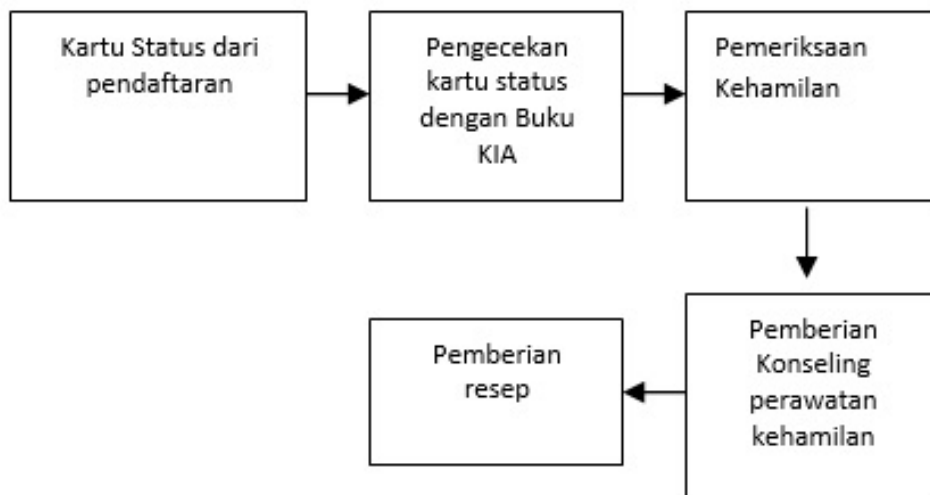 Kartu Status dari
pendaftaran
Pengecekan
kartu status
dengan Buku
KIA
Pemeriksaan
Kehamilan
Pemberian
Konseling
perawatan
kehamilan
Pemberian
resep